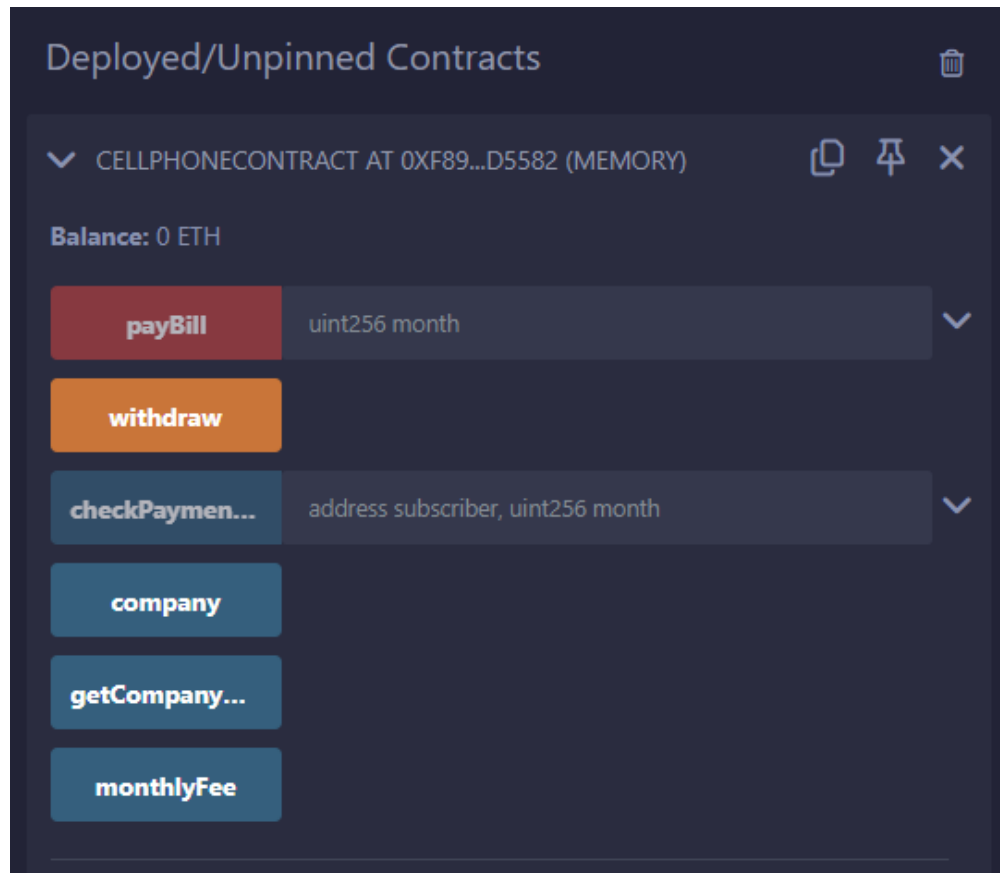 Deployed/Unpinned Contracts
CELLPHONECONTRACT AT 0XF89...D5582 (MEMORY)
Balance: 0 ETH
payBill uint256 month
withdraw
checkPaymen... address subscriber, uint256 month
company
getCompany...
monthlyFee